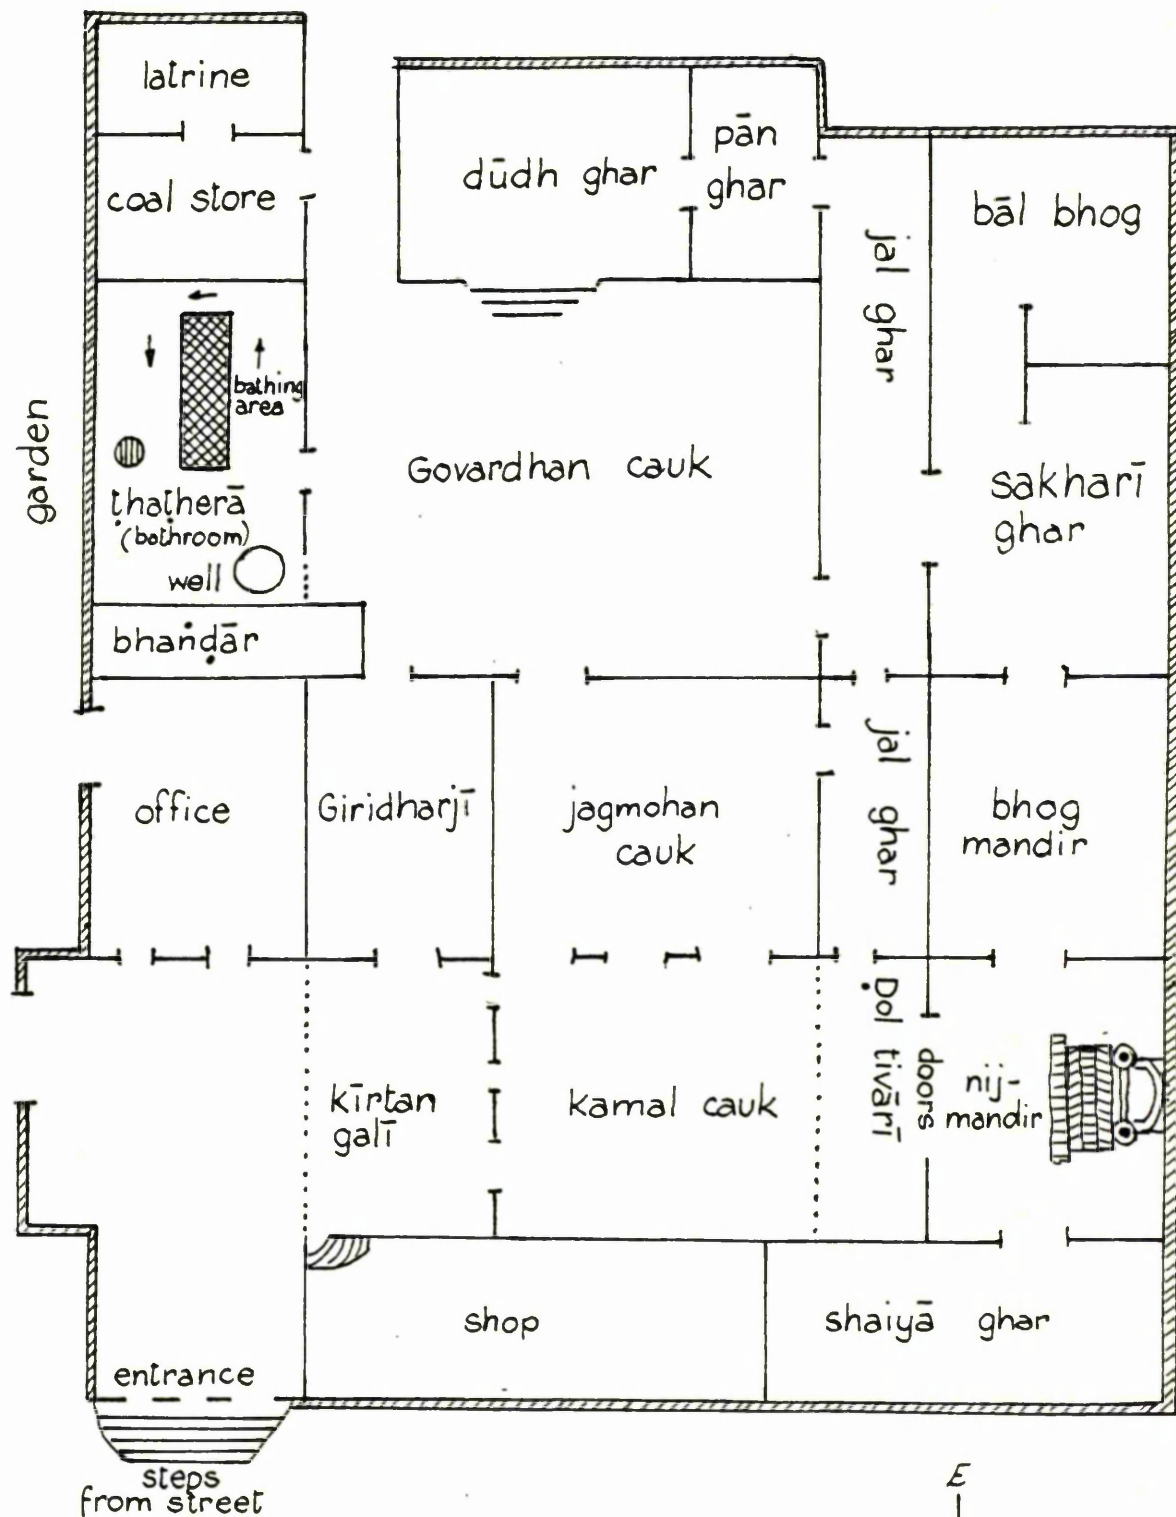 latrine
pān
ghar
dūdh ghar
coal store
bāl bhog
jal ghar
bathing
area
garden
Govardhan cauk
sakharī
ghar
ṭhaṭherā
(bathroom)
well
bhaṅḍār
office
Giridharjī
jagmohan
cauk
jal ghar
bhog
mandir
kīrtan
galī
kamal cauk
Ḍol tivārī
doors
nij-
mandir
shop
shaiyā ghar
entrance
steps
from street
E